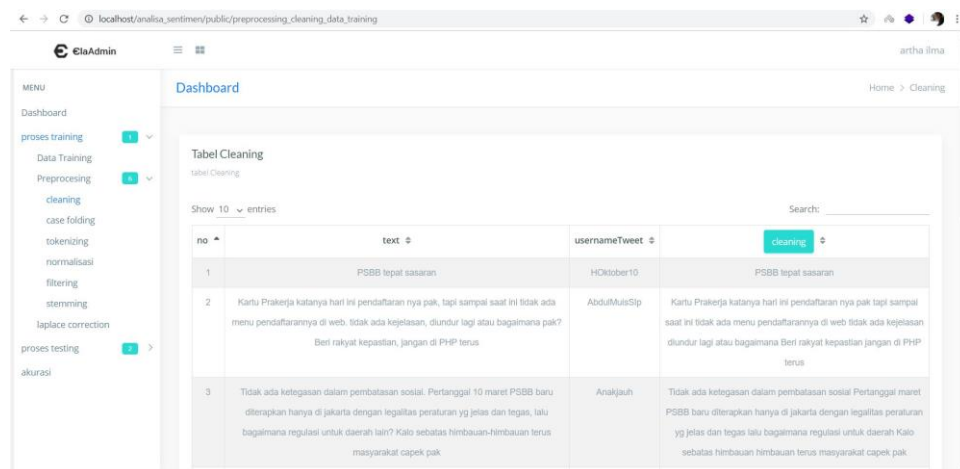 localhost/analisa_sentimen/public/preprocessing_cleaning_data_training
ElaAdmin
artha ilma
MENU
Dashboard
Home > Cleaning
Dashboard
proses training 1
Data Training
Preprocesing 6
cleaning
case folding
tokenizing
normalisasi
filtering
stemming
laplace correction
proses testing 2
akurasi
Tabel Cleaning
tabel Cleaning
Show 10 entries
Search:
no text usernameTweet cleaning
1 PSBB tepat sasaran HOktober10 PSBB tepat sasaran
2
Kartu Prakerja katanya hari ini pendaftaran nya pak, tapi sampai saat ini tidak ada
menu pendaftarannya di web. tidak ada kejelasan, diundur lagi atau bagaimana pak?
Beri rakyat kepastian, jangan di PHP terus
AbdulMuisSlp
Kartu Prakerja katanya hari ini pendaftaran nya pak tapi sampai
saat ini tidak ada menu pendaftarannya di web tidak ada kejelasan
diundur lagi atau bagaimana Beri rakyat kepastian jangan di PHP
terus
3
Tidak ada ketegasan dalam pembatasan sosial. Pertanggal 10 maret PSBB baru
diterapkan hanya di jakarta dengan legalitas peraturan yg jelas dan tegas, lalu
bagaimana regulasi untuk daerah lain? Kalo sebatas himbauan-himbauan terus
masyarakat capek pak
Anakjauh
Tidak ada ketegasan dalam pembatasan sosial Pertanggal maret
PSBB baru diterapkan hanya di jakarta dengan legalitas peraturan
yg jelas dan tegas lalu bagaimana regulasi untuk daerah Kalo
sebatas himbauan himbauan terus masyarakat capek pak